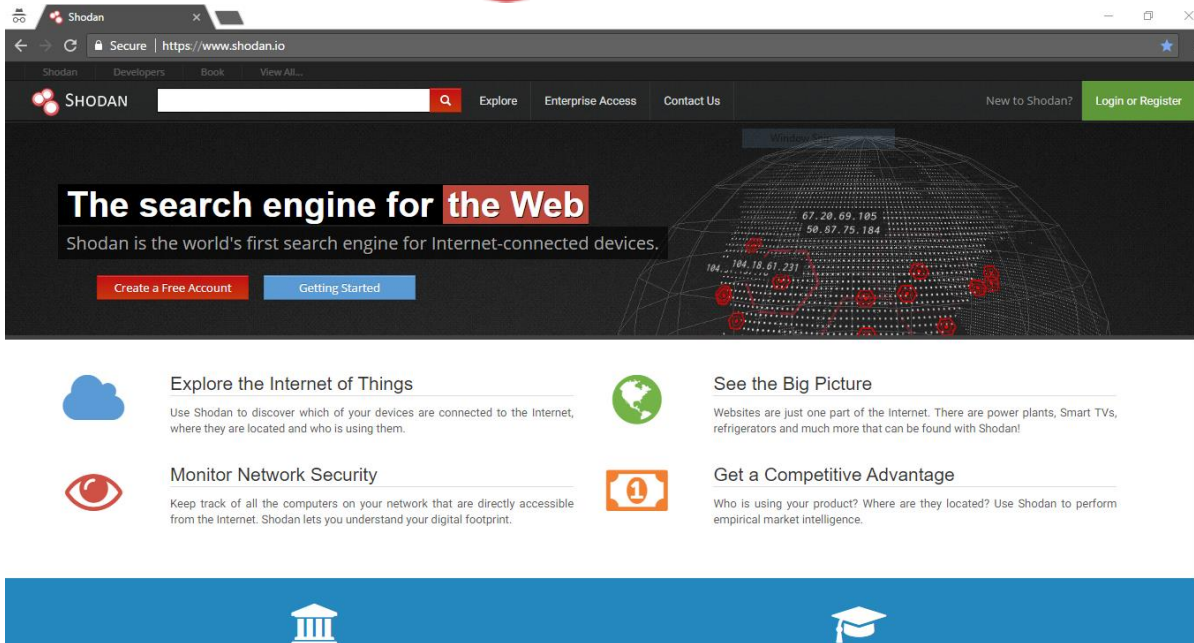 Shodan
Secure | https://www.shodan.io
Shodan Developers Book View All...
SHODAN Explore Enterprise Access Contact Us New to Shodan? Login or Register
The search engine for the Web
Shodan is the world's first search engine for Internet-connected devices.
Create a Free Account Getting Started
67.20.69.105
50.87.75.184
104.18.61.231
104.
Explore the Internet of Things
Use Shodan to discover which of your devices are connected to the Internet,
where they are located and who is using them.
See the Big Picture
Websites are just one part of the Internet. There are power plants, Smart TVs,
refrigerators and much more that can be found with Shodan!
Monitor Network Security
Keep track of all the computers on your network that are directly accessible
from the Internet. Shodan lets you understand your digital footprint.
1
Get a Competitive Advantage
Who is using your product? Where are they located? Use Shodan to perform
empirical market intelligence.